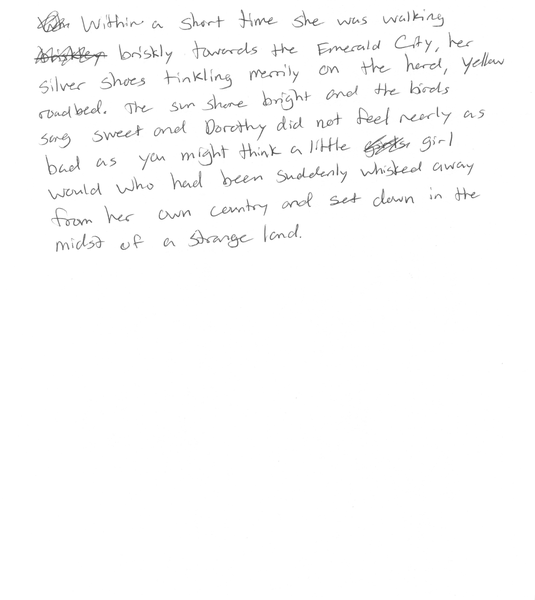 Within a short time she was walking
briskly towards the Emerald City, her
silver shoes tinkling merrily on the hard, yellow
roadbed. The sun shone bright and the birds
sang sweet and Dorothy did not feel nearly as
bad as you might think a little girl
would who had been suddenly whisked away
from her own country and set down in the
midst of a strange land.